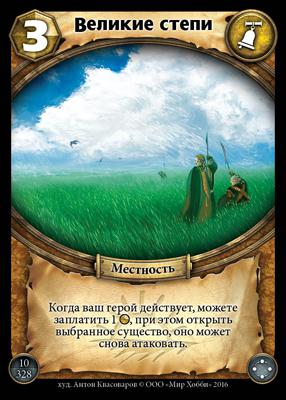 3
Великие степи
Местность
Когда ваш герой действует, можете
заплатить 1 , при этом открыть
выбранное существо, оно может
снова атаковать.
10
328
худ. Антон Квасоваров © ООО «Мир Хобби» 2016